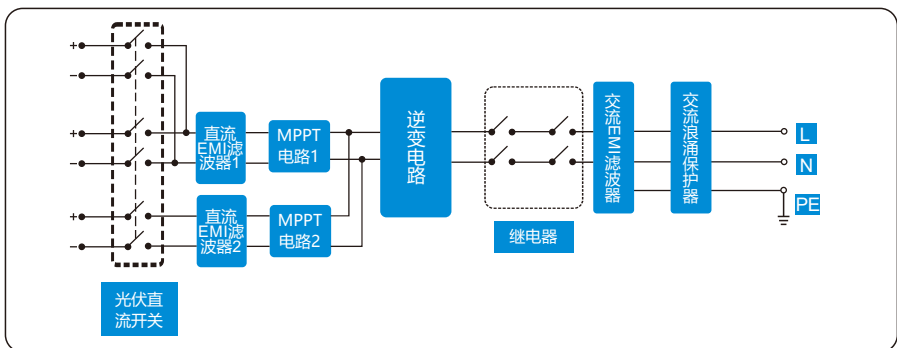 +
−
+
−
+
−
光伏直
流开关
直流
EMI滤
波器1
MPPT
电路1
直流
EMI滤
波器2
MPPT
电路2
逆变电路
继电器
交流EMI滤波器
交流浪涌保护器
L
N
PE